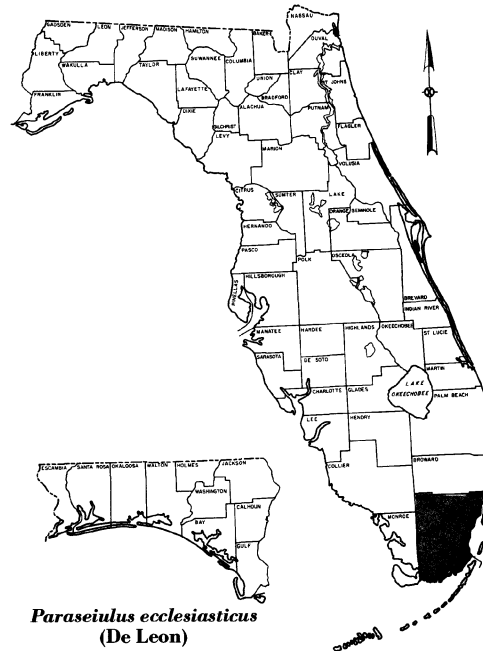 NASSAU
GADSDEN
LEON
JEFFERSON
MADISON
HAMILTON
BAKER
DUVAL
LIBERTY
WAKULLA
TAYLOR
SUWANNEE
COLUMBIA
UNION
CLAY
ST JOHNS
FRANKLIN
LAFAYETTE
BRADFORD
DIXIE
ALACHUA
PUTNAM
GILCHRIST
LEVY
FLAGLER
MARION
VOLUSIA
CITRUS
SUMTER
LAKE
HERNANDO
ORANGE
SEMINOLE
PASCO
POLK
OSCEOLA
PINELLAS
HILLSBOROUGH
BREVARD
INDIAN RIVER
MANATEE
HARDEE
HIGHLANDS
OKEECHOBEE
ST LUCIE
SARASOTA
DE SOTO
MARTIN
CHARLOTTE
GLADES
LAKE
OKEECHOBEE
PALM BEACH
LEE
HENDRY
COLLIER
BROWARD
MONROE
ESCAMBIA
SANTA ROSA
OKALOOSA
WALTON
HOLMES
JACKSON
WASHINGTON
BAY
CALHOUN
GULF
Paraseiulus ecclesiasticus
(De Leon)